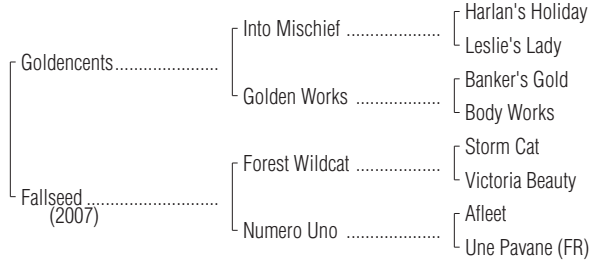 Harlan's Holiday
Into Mischief ....................
Leslie's Lady
Goldencents......................
Banker's Gold
Golden Works ..................
Body Works
Storm Cat
Forest Wildcat ..................
Victoria Beauty
Fallseed ............................
(2007)
Afleet
Numero Uno ....................
Une Pavane (FR)